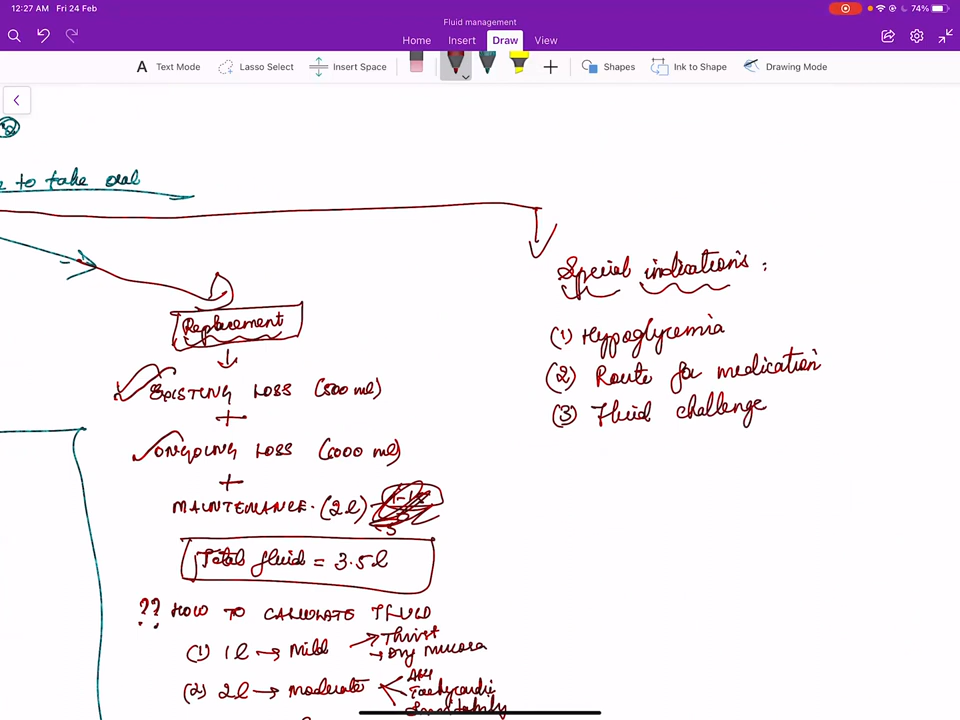 12:27 AM Fri 24 Feb
74%
Fluid management
Home Insert Draw View
Text Mode Lasso Select Insert Space Shapes Ink to Shape Drawing Mode
to take oral
Special indications :
Replacement
(1) Hypoglycemia
(2) Route for medication
(3) Fluid challenge
EXISTING LOSS (500 ml)
+
ONGOING LOSS (1000 ml)
+
MAINTENANCE. (2l)
Total fluid = 3.5l
?? HOW TO CALCULATE FLUID
(1) 1l → Mild → Thirst
→ Dry mucosa
(2) 2l → moderate
Tachycardic